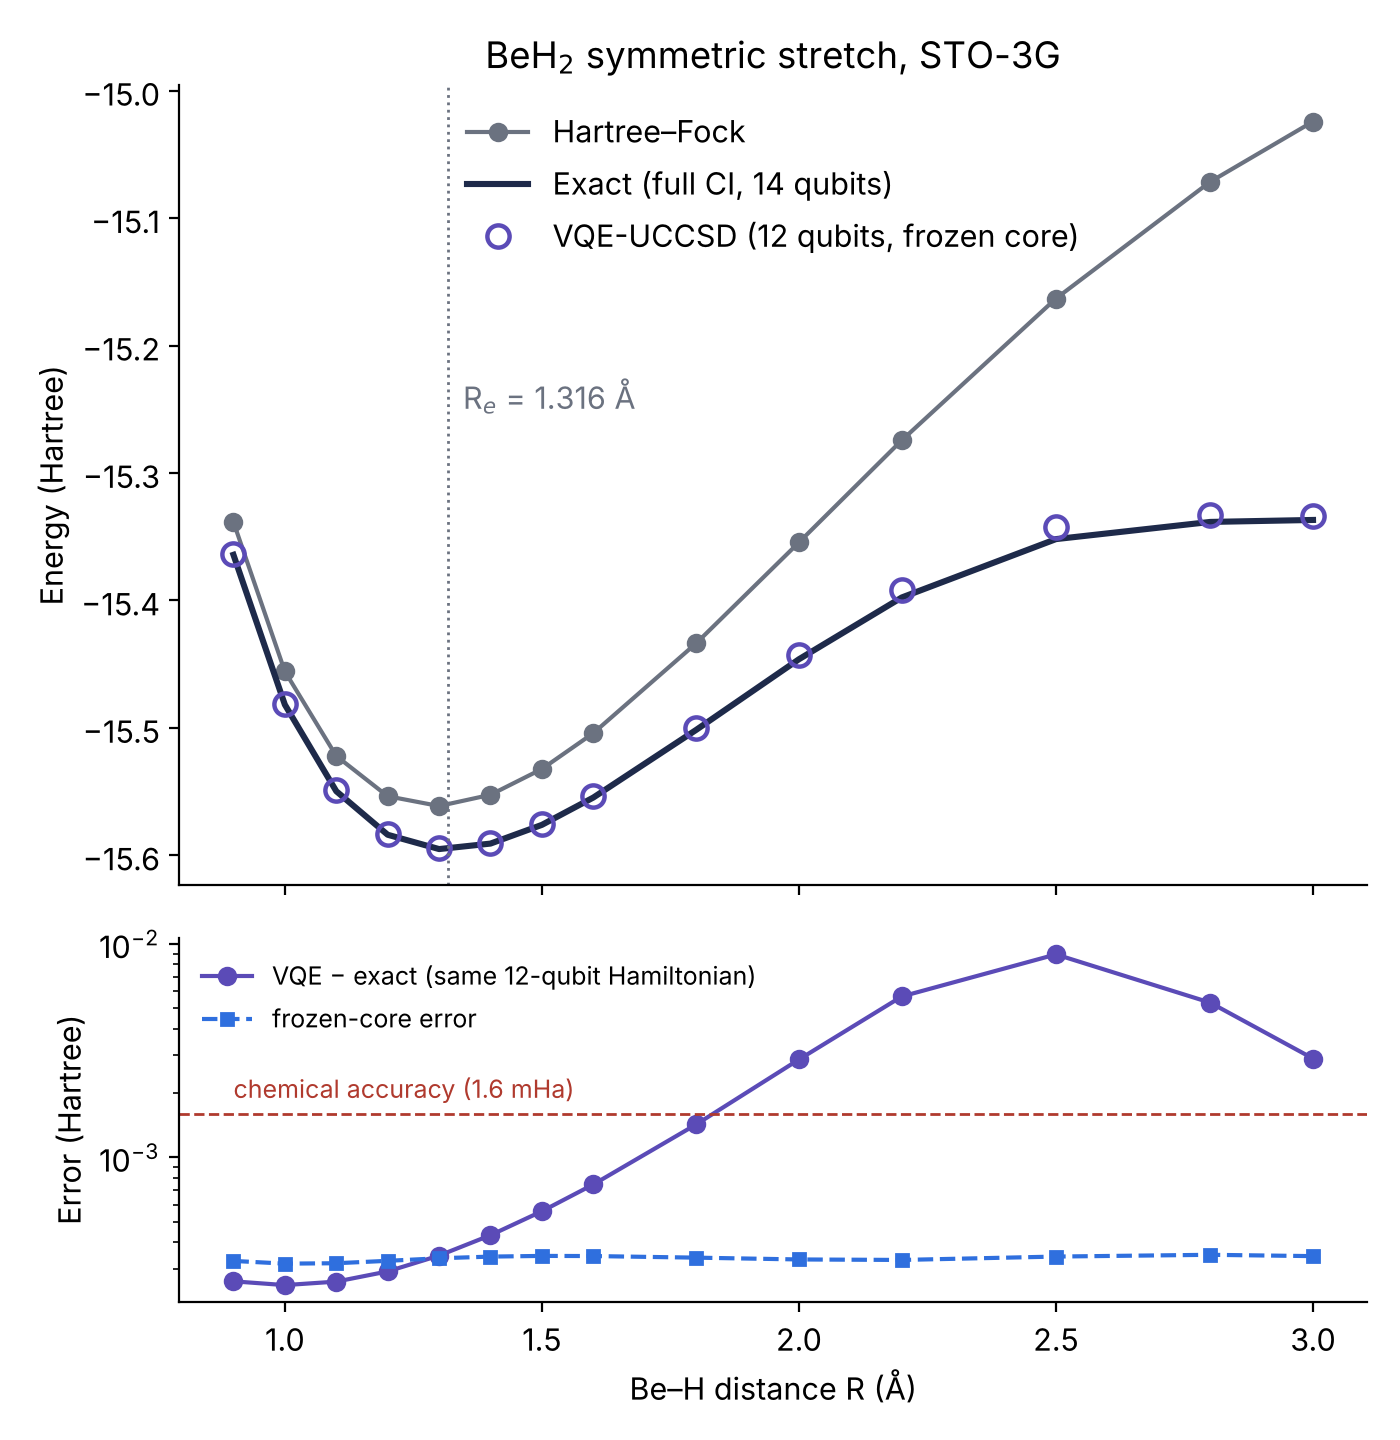 BeH₂ symmetric stretch, STO-3G
Hartree–Fock
Exact (full CI, 14 qubits)
VQE-UCCSD (12 qubits, frozen core)
Rₑ = 1.316 Å
Energy (Hartree)
−15.0
−15.1
−15.2
−15.3
−15.4
−15.5
−15.6
VQE − exact (same 12-qubit Hamiltonian)
frozen-core error
chemical accuracy (1.6 mHa)
Error (Hartree)
10⁻²
10⁻³
1.0 1.5 2.0 2.5 3.0
Be–H distance R (Å)